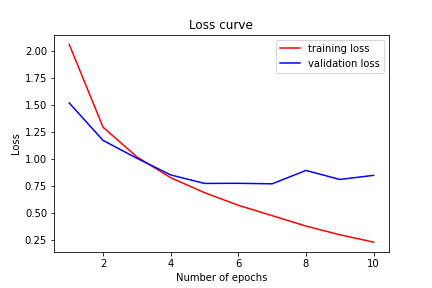 Loss curve
training loss
validation loss
Loss
2.00
1.75
1.50
1.25
1.00
0.75
0.50
0.25
2
4
6
8
10
Number of epochs